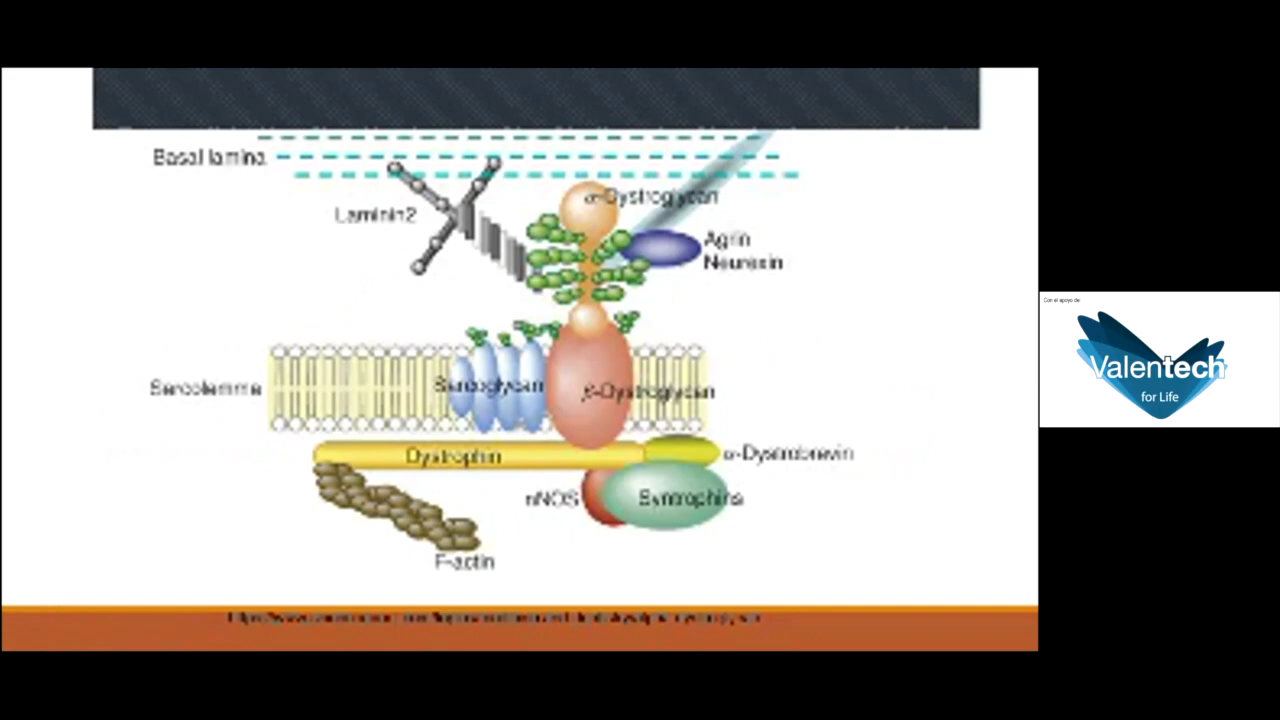 Basal lamina
α-Dystroglycan
Laminin2
Agrin
Neurexin
Con el apoyo de
Valentech
for Life
Sarcolemma
Sarcoglycan
β-Dystroglycan
Dystrophin
α-Dystrobrevin
nNOS
Syntrophins
F-actin